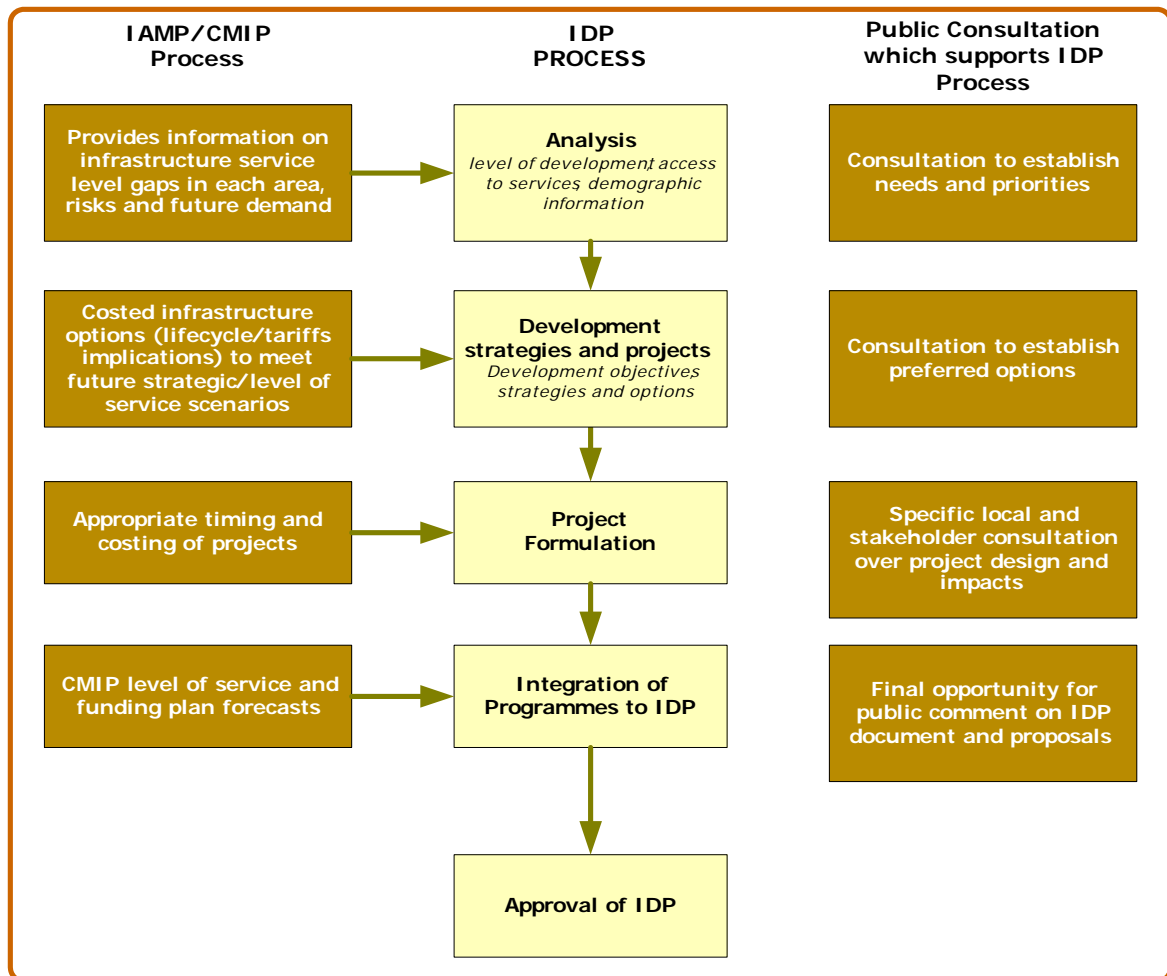 IAMP/CMIP
Process
IDP
PROCESS
Public Consultation
which supports IDP
Process
Provides information on
infrastructure service
level gaps in each area,
risks and future demand
Analysis
level of development, access
to services, demographic
information
Consultation to establish
needs and priorities
Costed infrastructure
options (lifecycle/tariffs
implications) to meet
future strategic/level of
service scenarios
Development
strategies and projects
Development objectives,
strategies and options
Consultation to establish
preferred options
Appropriate timing and
costing of projects
Project
Formulation
Specific local and
stakeholder consultation
over project design and
impacts
CMIP level of service and
funding plan forecasts
Integration of
Programmes to IDP
Final opportunity for
public comment on IDP
document and proposals
Approval of IDP